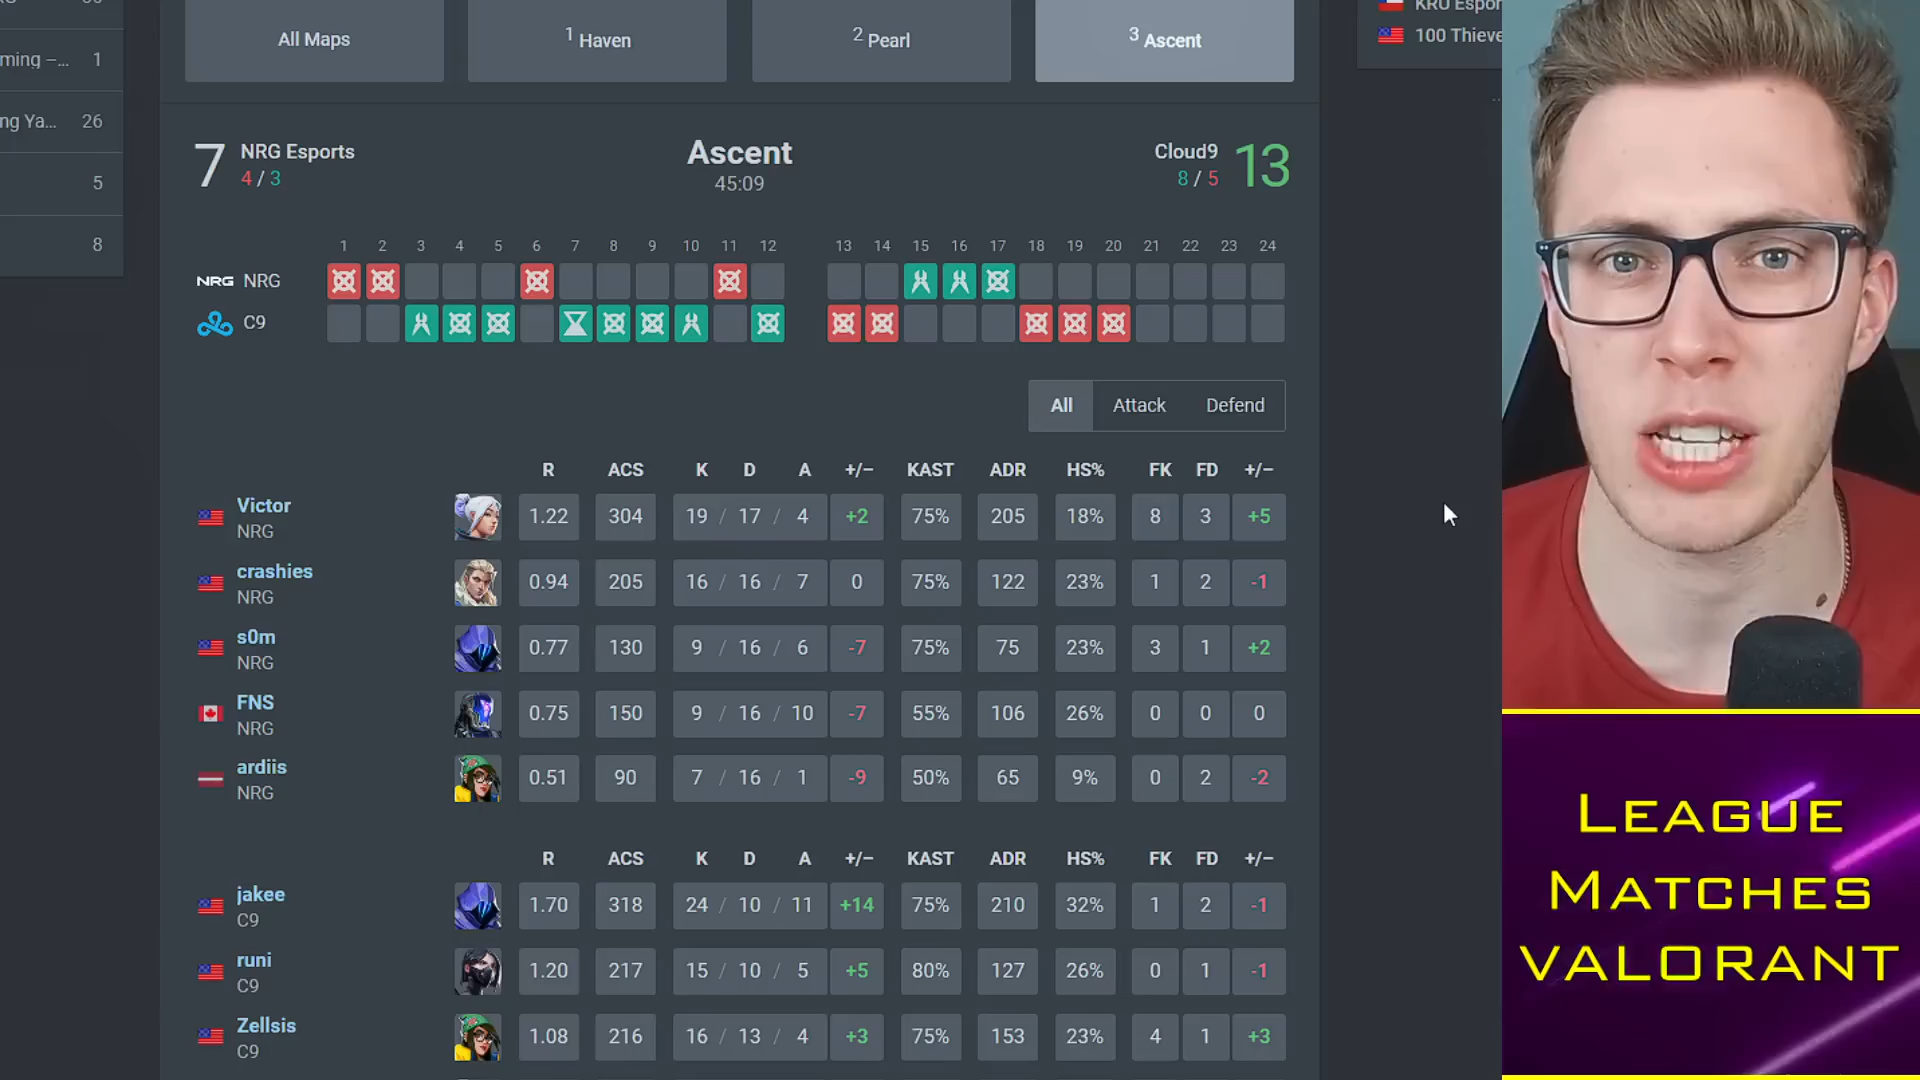 ming –... 1
ng Ya... 26
5
8
All Maps
1 Haven
2 Pearl
3 Ascent
KRÜ Espor
100 Thieve
7 NRG Esports
4 / 3
Ascent
45:09
Cloud9 13
8 / 5
1 2 3 4 5 6 7 8 9 10 11 12 13 14 15 16 17 18 19 20 21 22 23 24
NRG NRG
C9
All Attack Defend
R ACS K D A +/– KAST ADR HS% FK FD +/–
Victor
NRG
1.22 304 19 / 17 / 4 +2 75% 205 18% 8 3 +5
crashies
NRG
0.94 205 16 / 16 / 7 0 75% 122 23% 1 2 -1
s0m
NRG
0.77 130 9 / 16 / 6 -7 75% 75 23% 3 1 +2
FNS
NRG
0.75 150 9 / 16 / 10 -7 55% 106 26% 0 0 0
ardiis
NRG
0.51 90 7 / 16 / 1 -9 50% 65 9% 0 2 -2
R ACS K D A +/– KAST ADR HS% FK FD +/–
jakee
C9
1.70 318 24 / 10 / 11 +14 75% 210 32% 1 2 -1
runi
C9
1.20 217 15 / 10 / 5 +5 80% 127 26% 0 1 -1
Zellsis
C9
1.08 216 16 / 13 / 4 +3 75% 153 23% 4 1 +3
LEAGUE
MATCHES
VALORANT